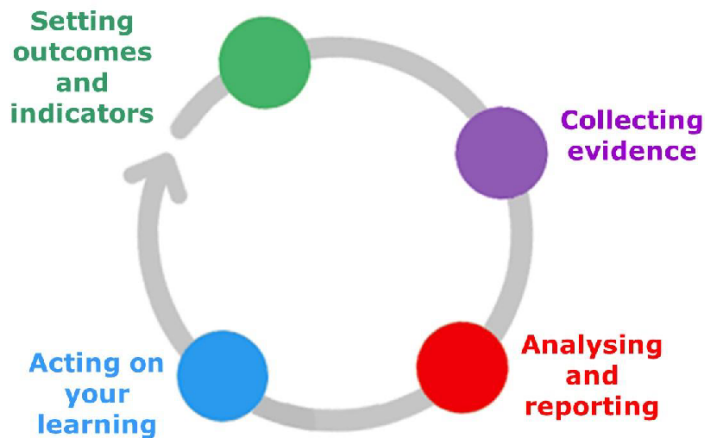 Setting
outcomes
and
indicators
Collecting
evidence
Analysing
and
reporting
Acting on
your
learning